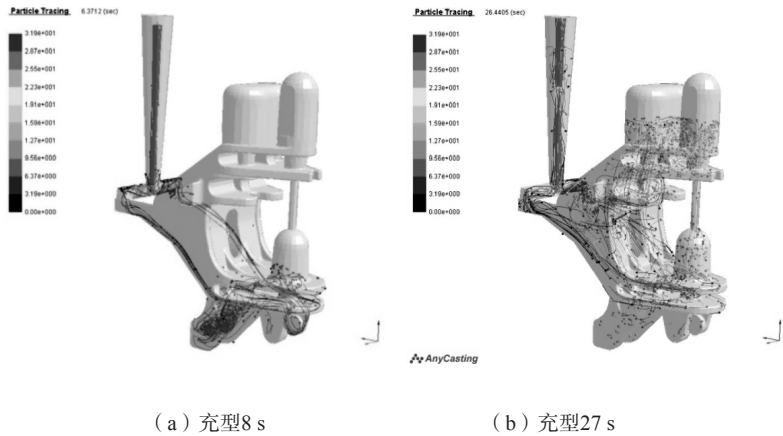 Particle Tracing 6.3712 (sec)
3.19e+001
2.87e+001
2.55e+001
2.23e+001
1.91e+001
1.59e+001
1.27e+001
9.56e+000
6.37e+000
3.19e+000
0.00e+000
Particle Tracing 26.4405 (sec)
3.19e+001
2.87e+001
2.55e+001
2.23e+001
1.91e+001
1.59e+001
1.27e+001
9.56e+000
6.37e+000
3.19e+000
0.00e+000
AnyCasting
（a）充型8 s
（b）充型27 s